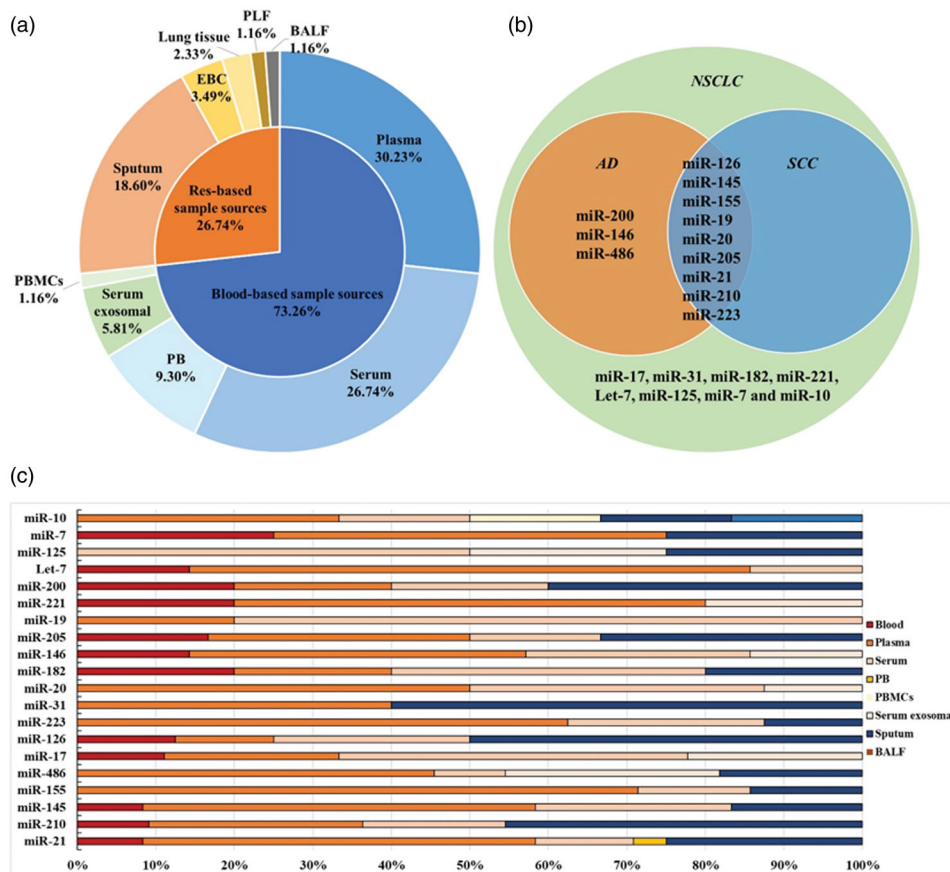 (a)
PLF
1.16%
BALF
1.16%
Lung tissue
2.33%
EBC
3.49%
Plasma
30.23%
Sputum
18.60%
Res-based
sample sources
26.74%
PBMCs
1.16%
Blood-based sample sources
73.26%
Serum
exosomal
5.81%
PB
9.30%
Serum
26.74%
(b)
NSCLC
AD
SCC
miR-200
miR-146
miR-486
miR-126
miR-145
miR-155
miR-19
miR-20
miR-205
miR-21
miR-210
miR-223
miR-17, miR-31, miR-182, miR-221,
Let-7, miR-125, miR-7 and miR-10
(c)
miR-10
miR-7
miR-125
Let-7
miR-200
miR-221
miR-19
miR-205
miR-146
miR-182
miR-20
miR-31
miR-223
miR-126
miR-17
miR-486
miR-155
miR-145
miR-210
miR-21
0% 10% 20% 30% 40% 50% 60% 70% 80% 90% 100%
Blood
Plasma
Serum
PB
PBMCs
Serum exosomal
Sputum
BALF